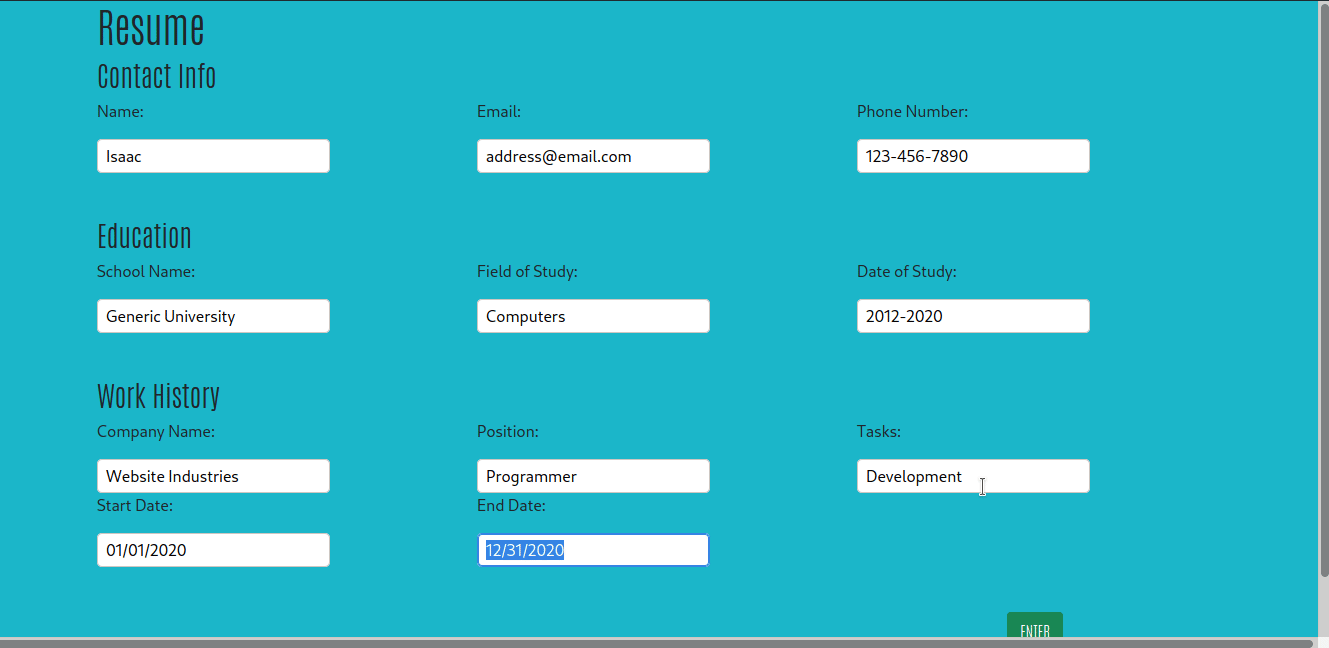 Resume
Contact Info
Name: Email: Phone Number:
Isaac address@email.com 123-456-7890
Education
School Name: Field of Study: Date of Study:
Generic University Computers 2012-2020
Work History
Company Name: Position: Tasks:
Website Industries Programmer Development
Start Date: End Date:
01/01/2020 12/31/2020
ENTER